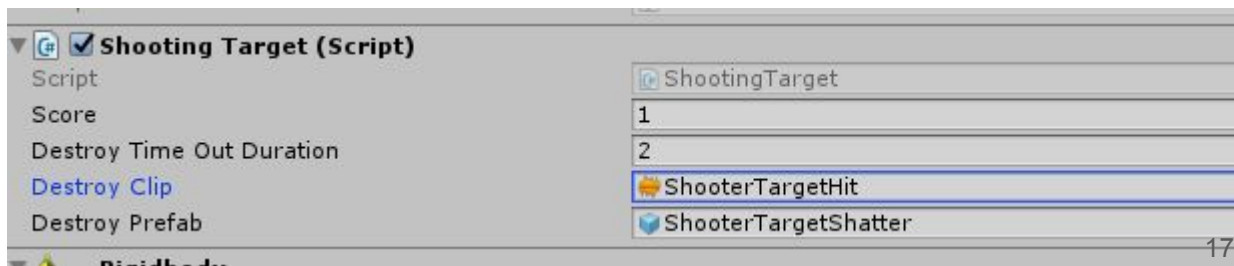 Shooting Target (Script)
Script ShootingTarget
Score 1
Destroy Time Out Duration 2
Destroy Clip ShooterTargetHit
Destroy Prefab ShooterTargetShatter
17